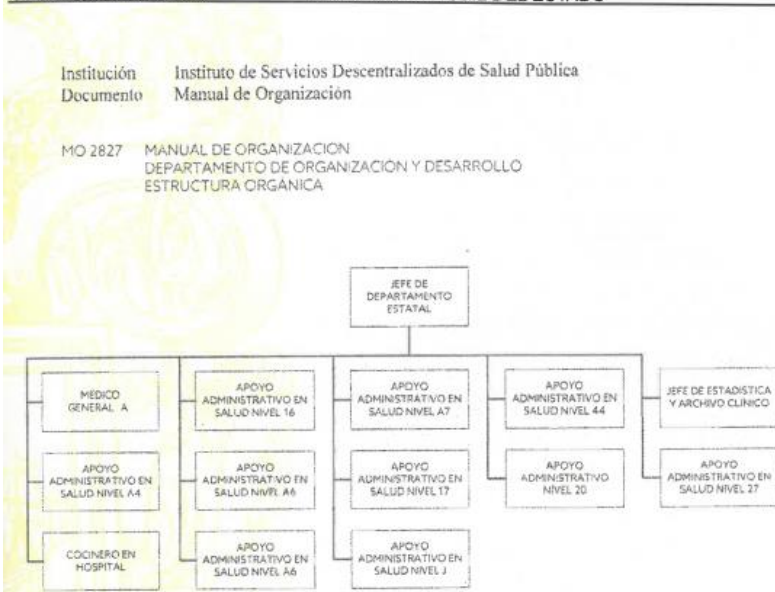 Institución Instituto de Servicios Descentralizados de Salud Pública
Documento Manual de Organización
MO 2827 MANUAL DE ORGANIZACION
DEPARTAMENTO DE ORGANIZACIÓN Y DESARROLLO
ESTRUCTURA ORGÁNICA
JEFE DE
DEPARTAMENTO
ESTATAL
MEDICO
GENERAL A
APOYO
ADMINISTRATIVO EN
SALUD NIVEL 16
APOYO
ADMINISTRATIVO EN
SALUD NIVEL A7
APOYO
ADMINISTRATIVO EN
SALUD NIVEL 44
JEFE DE ESTADISTICA
Y ARCHIVO CLÍNICO
APOYO
ADMINISTRATIVO EN
SALUD NIVEL A4
APOYO
ADMINISTRATIVO EN
SALUD NIVEL A6
APOYO
ADMINISTRATIVO EN
SALUD NIVEL 17
APOYO
ADMINISTRATIVO
NIVEL 20
APOYO
ADMINISTRATIVO EN
SALUD NIVEL 27
COCINERO EN
HOSPITAL
APOYO
ADMINISTRATIVO EN
SALUD NIVEL A6
APOYO
ADMINISTRATIVO EN
SALUD NIVEL J